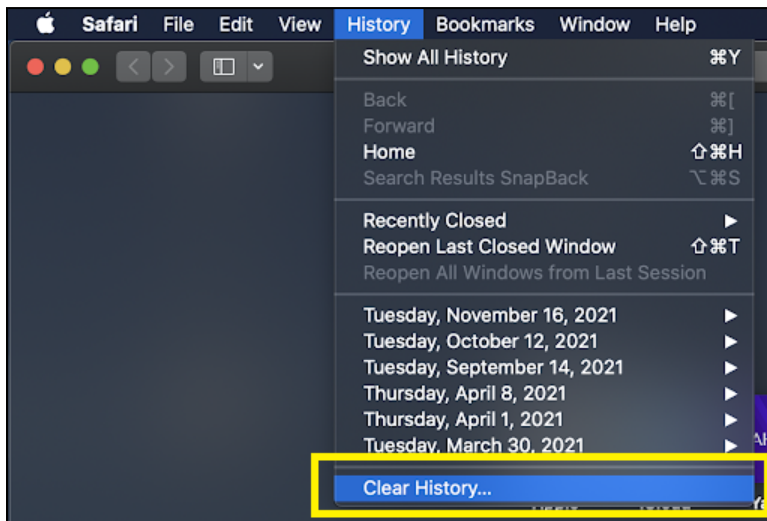 Safari File Edit View History Bookmarks Window Help
Show All History ⌘Y
Back ⌘[
Forward ⌘]
Home ⇧⌘H
Search Results SnapBack ⌥⌘S
Recently Closed ▶
Reopen Last Closed Window ⇧⌘T
Reopen All Windows from Last Session
Tuesday, November 16, 2021 ▶
Tuesday, October 12, 2021 ▶
Tuesday, September 14, 2021 ▶
Thursday, April 8, 2021 ▶
Thursday, April 1, 2021 ▶
Tuesday, March 30, 2021 ▶
Clear History...